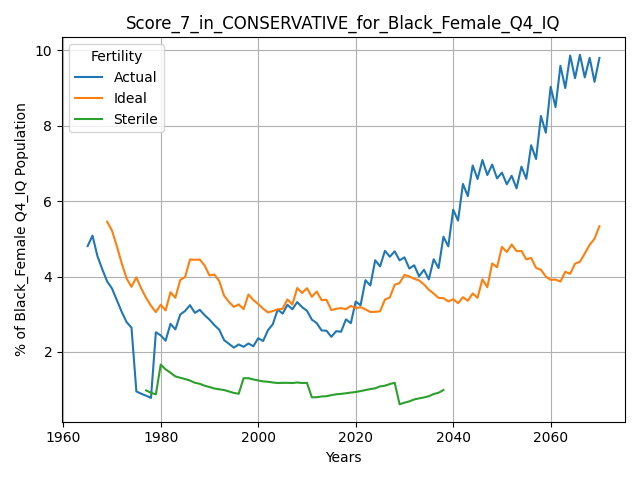 Score_7_in_CONSERVATIVE_for_Black_Female_Q4_IQ
% of Black_Female Q4_IQ Population
10
8
6
4
2
Fertility
Actual
Ideal
Sterile
1960
1980
2000
2020
2040
2060
Years